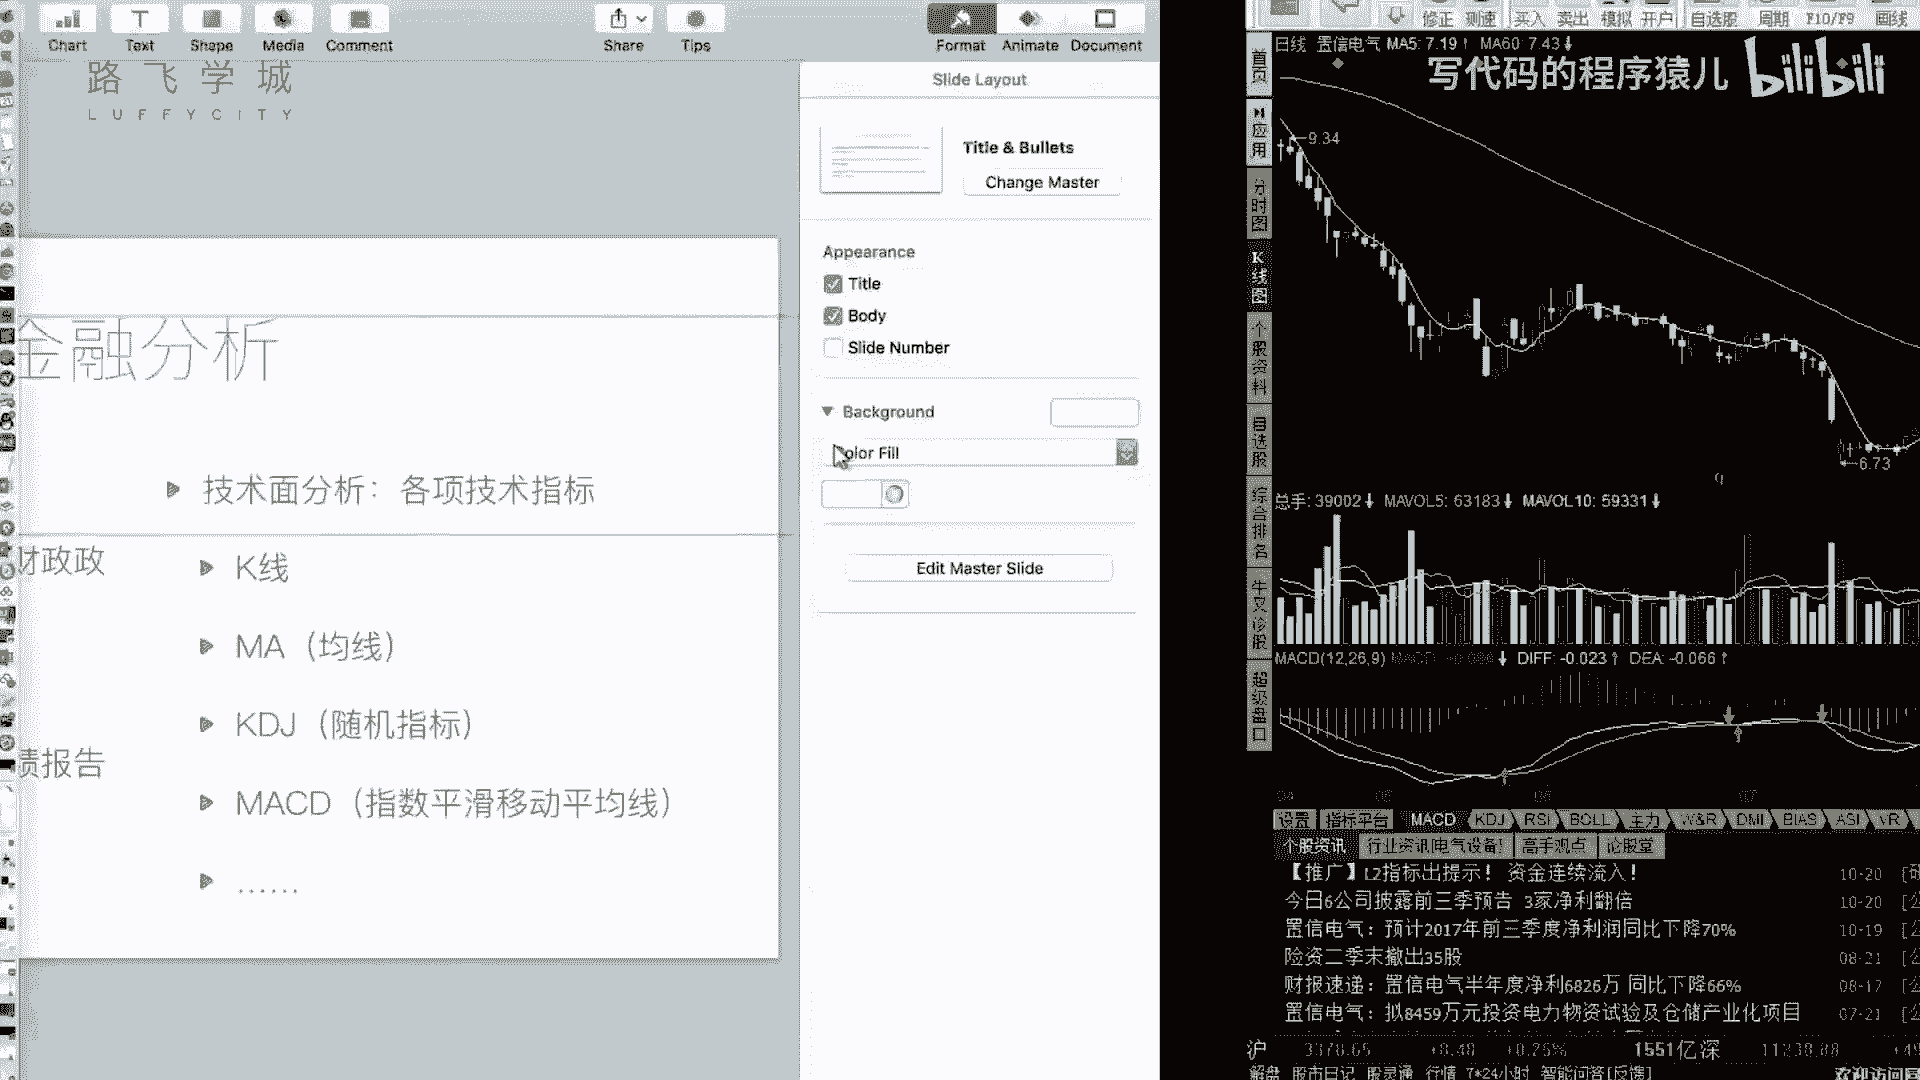 Chart Text Shape Media Comment Share Tips Format Animate Document
路飞学城
LUFFYCITY
金融分析
技术面分析：各项技术指标
财政政
K线
MA（均线）
KDJ（随机指标）
绩报告
MACD（指数平滑移动平均线）
......
Slide Layout
Title & Bullets
Change Master
Appearance
Title
Body
Slide Number
Background
Color Fill
Edit Master Slide
修正 测速 买入 卖出 模拟 开户 自选股 周期 F10/F9 画线
日线 置信电气 MA5: 7.19↑ MA60: 7.43↓
写代码的程序猿儿 bilibili
首页
应用
分时图
K线图
个股资料
自选股
综合排名
牛叉诊股
超级盘口
9.34
6.73
q
总手: 39002↓ MAVOL5: 63183↓ MAVOL10: 59331↓
MACD(12,26,9) ↓ DIFF: -0.023↑ DEA: -0.066↑
04 05 06 07
设置 指标平台 MACD KDJ RSI BOLL 主力 W&R DMI BIAS ASI VR
个股资讯 行业资讯[电气设备] 高手观点 论股堂
【推广】L2指标出提示！资金连续流入！ 10-20
今日6公司披露前三季预告 3家净利翻倍 10-20 [公
置信电气：预计2017年前三季度净利润同比下降70% 10-19 [公
险资二季末撤出35股 08-21 [公
财报速递：置信电气半年度净利6826万 同比下降66% 08-17 [公
置信电气：拟8459万元投资电力物资试验及仓储产业化项目 07-21 [公
沪 3378.65 +8.48 +0.25% 1551亿 深
解盘 股市日记 股灵通 行情 7*24小时 智能问答[反馈] 欢迎访问同